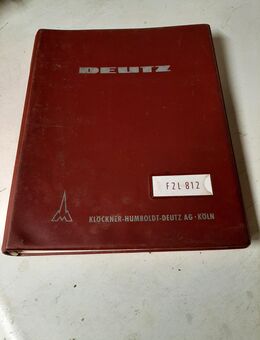 DEUTZ
F2L 812
KLÖCKNER-HUMBOLDT-DEUTZ AG · KÖLN